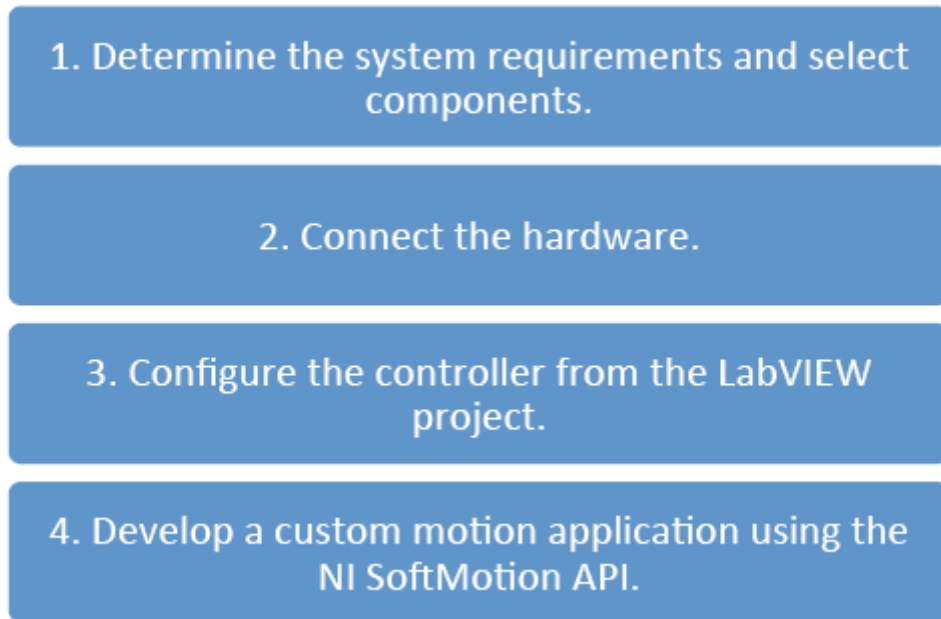 1. Determine the system requirements and select
components.
2. Connect the hardware.
3. Configure the controller from the LabVIEW
project.
4. Develop a custom motion application using the
NI SoftMotion API.